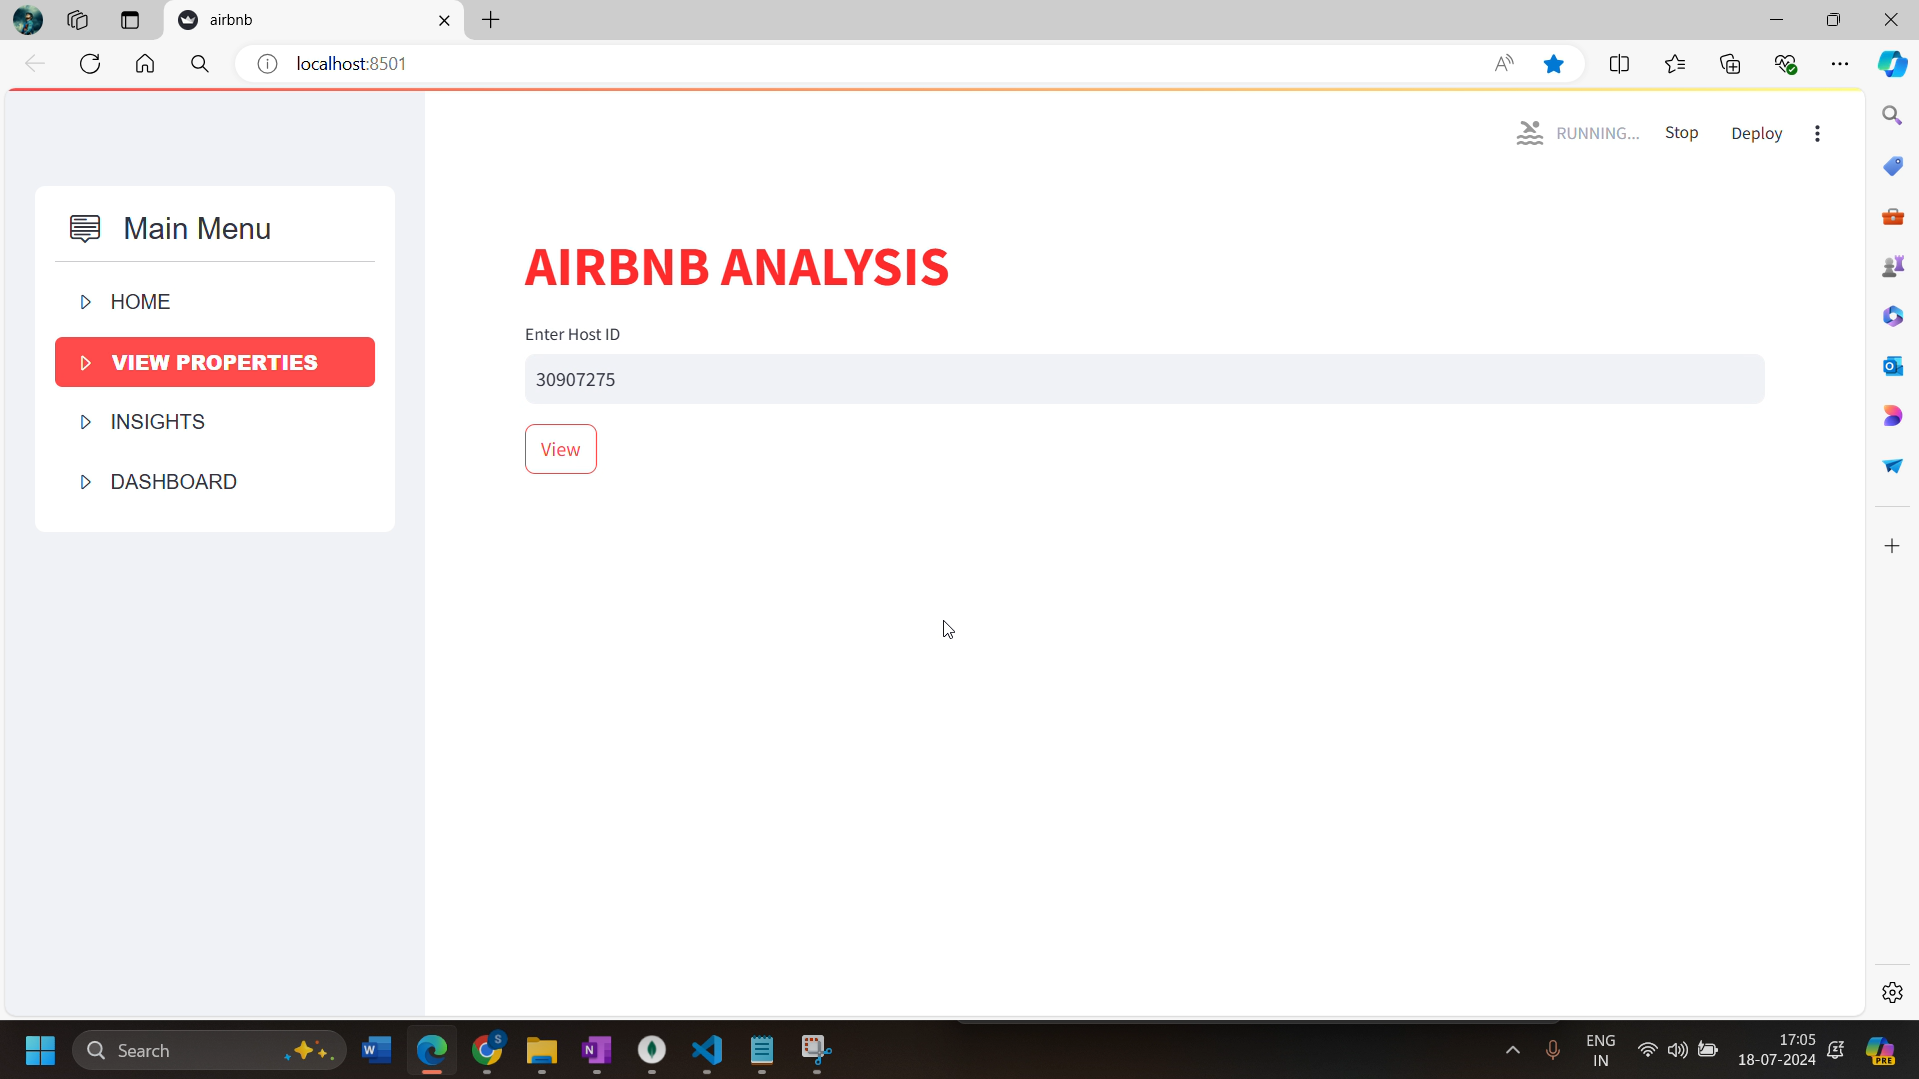 airbnb
localhost:8501
RUNNING...
Stop
Deploy
Main Menu
HOME
VIEW PROPERTIES
INSIGHTS
DASHBOARD
AIRBNB ANALYSIS
Enter Host ID
30907275
View
Search
ENG
IN
17:05
18-07-2024
PRE